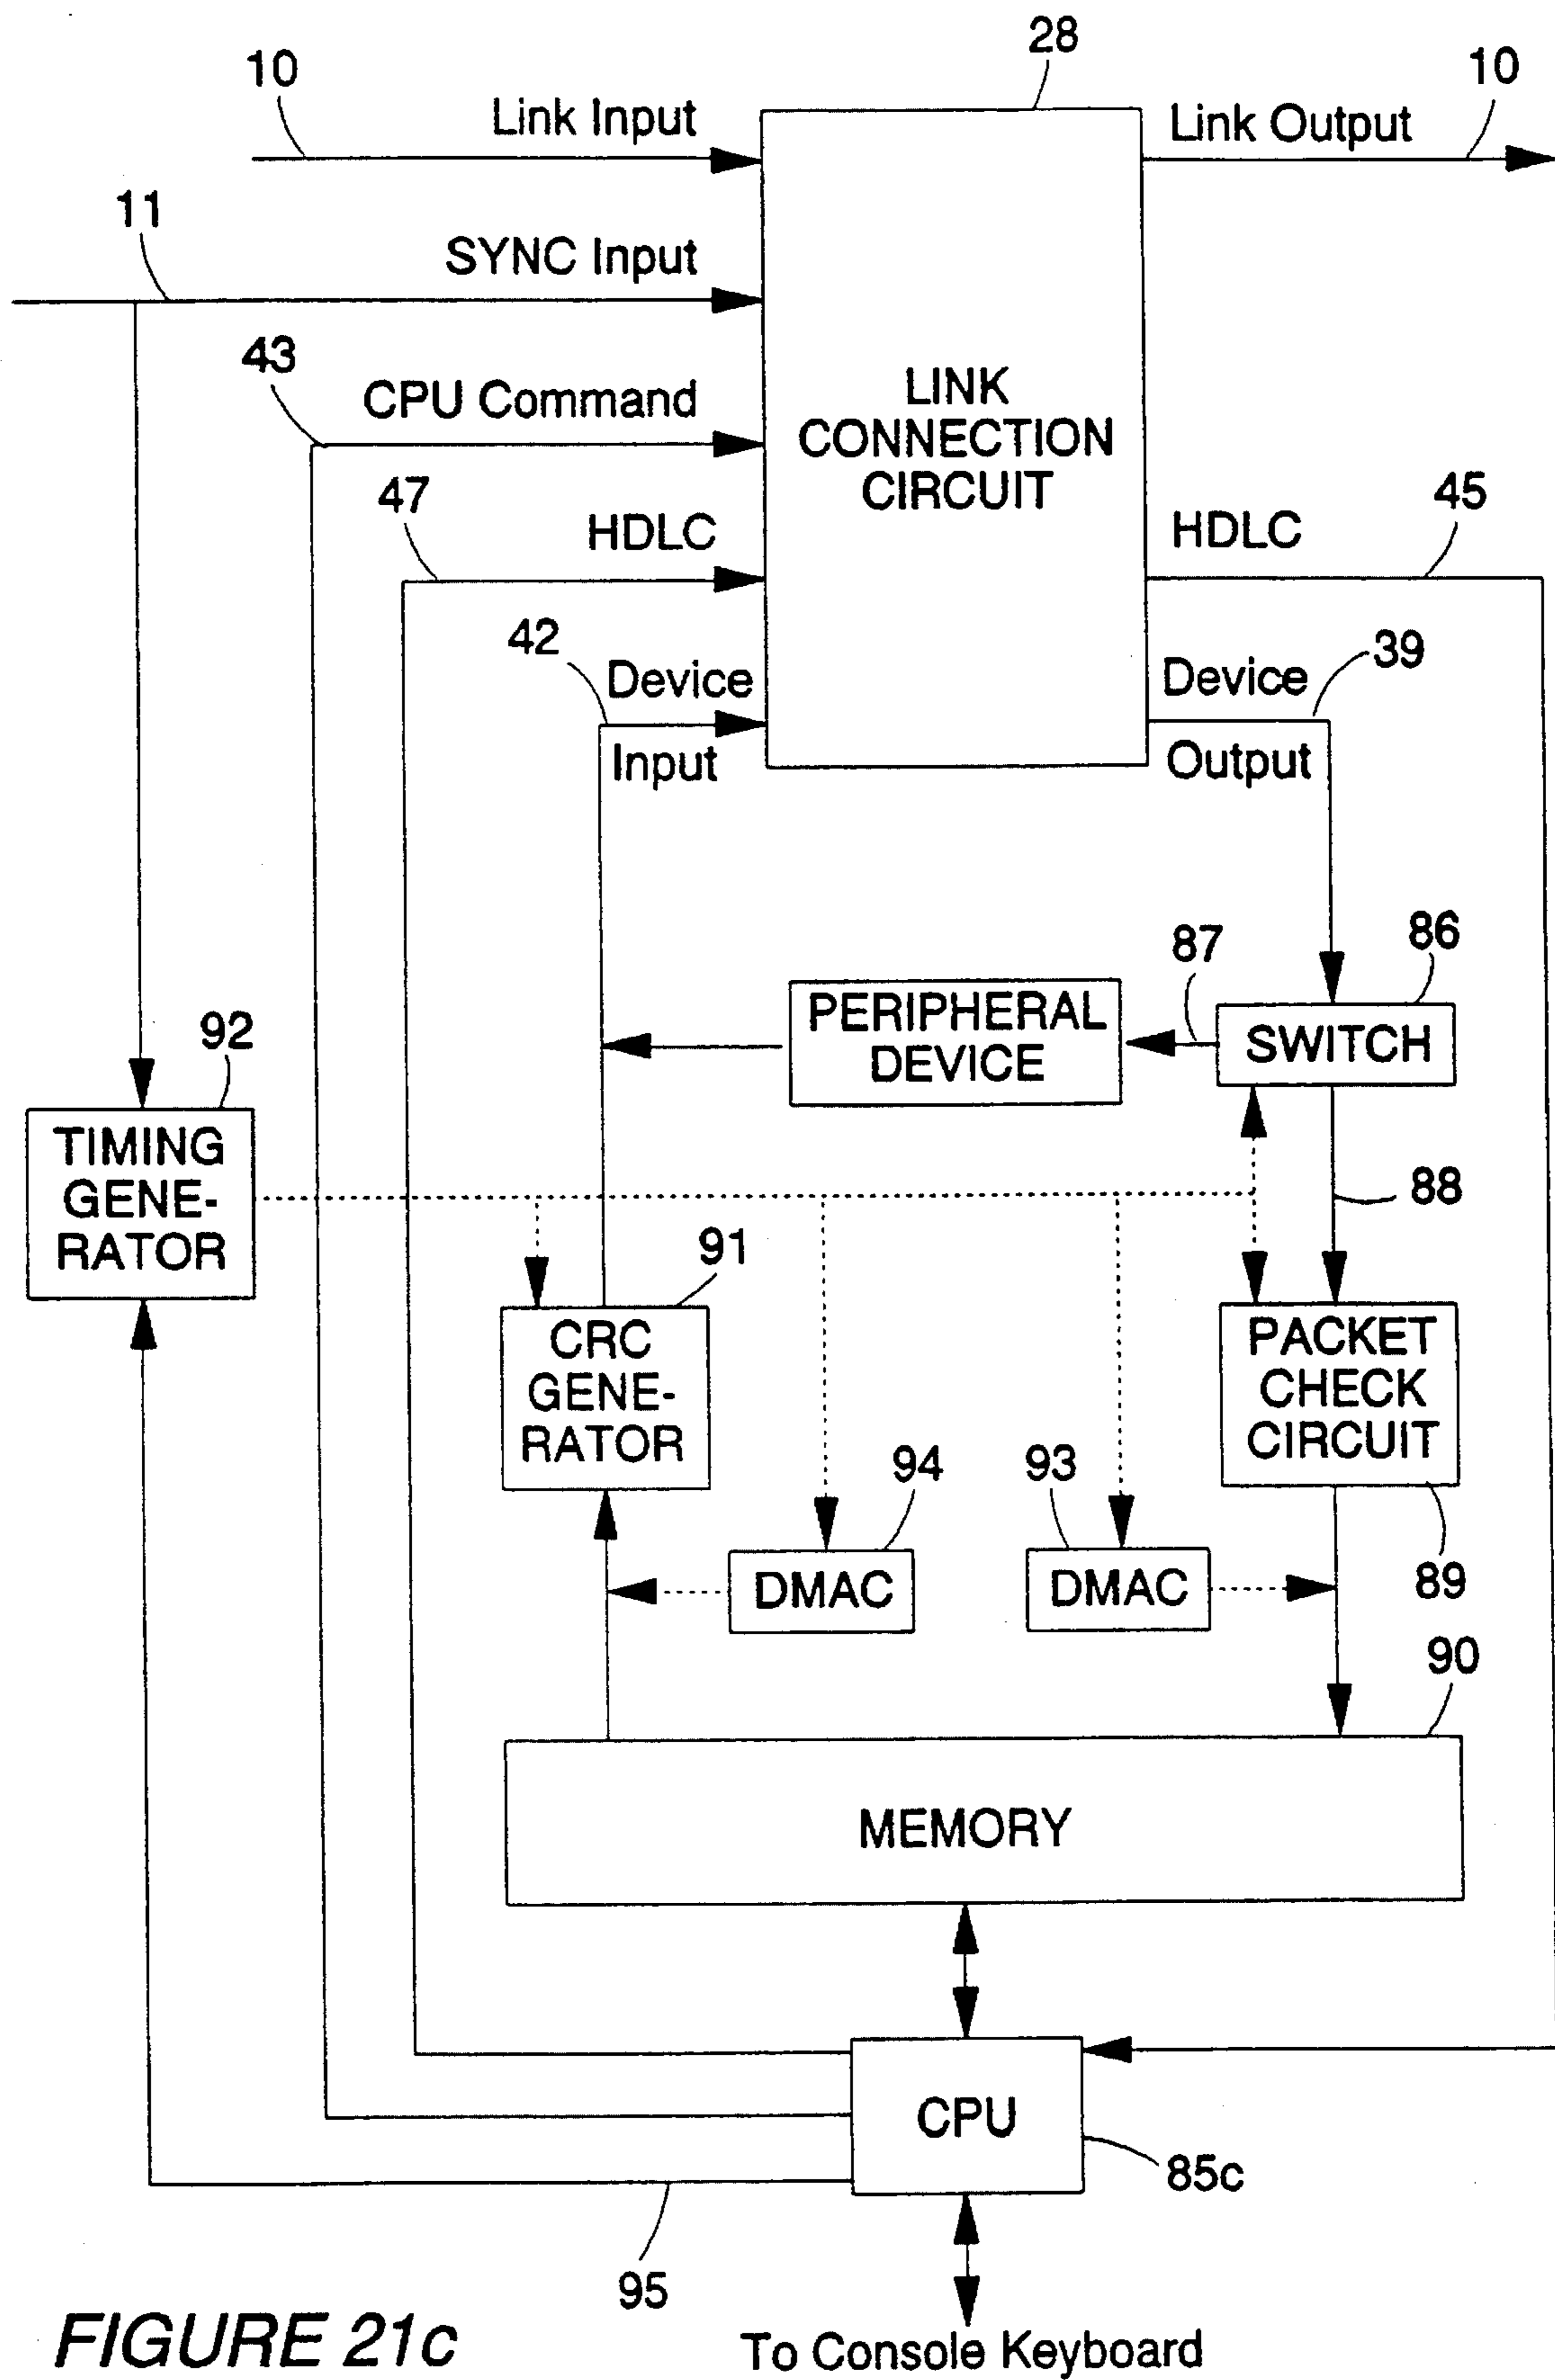 28
10
10
Link Input
Link Output
11
SYNC Input
43
CPU Command
LINK
CONNECTION
CIRCUIT
47
45
HDLC
HDLC
42
39
Device
Input
Device
Output
86
87
PERIPHERAL
DEVICE
SWITCH
92
TIMING
GENE-
RATOR
88
91
CRC
GENE-
RATOR
PACKET
CHECK
CIRCUIT
94
93
DMAC
DMAC
89
90
MEMORY
CPU
85c
95
FIGURE 21c
To Console Keyboard